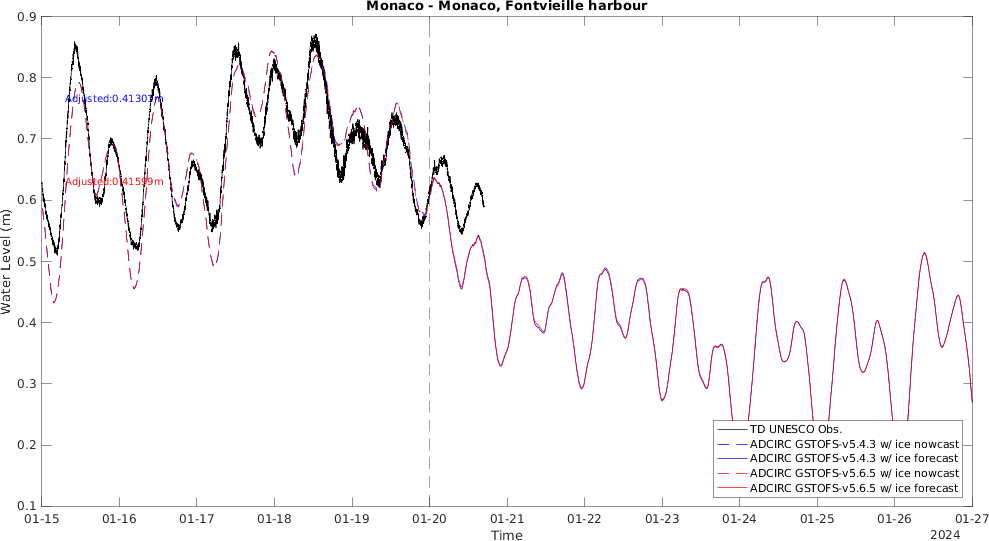 Monaco - Monaco, Fontvieille harbour
0.9
0.8
0.7
0.6
0.5
0.4
0.3
0.2
0.1
Water Level (m)
Adjusted:0.41303m
Adjusted:0.41599m
TD UNESCO Obs.
ADCIRC GSTOFS-v5.4.3 w/ ice nowcast
ADCIRC GSTOFS-v5.4.3 w/ ice forecast
ADCIRC GSTOFS-v5.6.5 w/ ice nowcast
ADCIRC GSTOFS-v5.6.5 w/ ice forecast
01-15 01-16 01-17 01-18 01-19 01-20 01-21 01-22 01-23 01-24 01-25 01-26 01-27
Time
2024